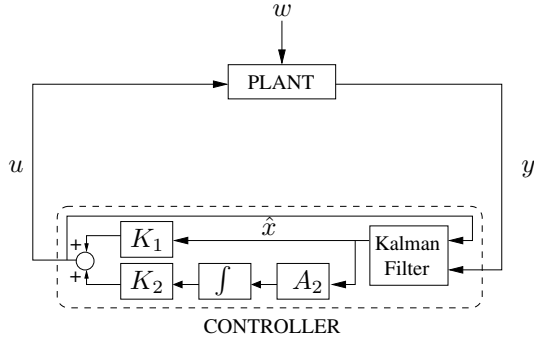 w
PLANT
u
y
x̂
+
K₁
Kalman
Filter
+
K₂
∫
A₂
CONTROLLER